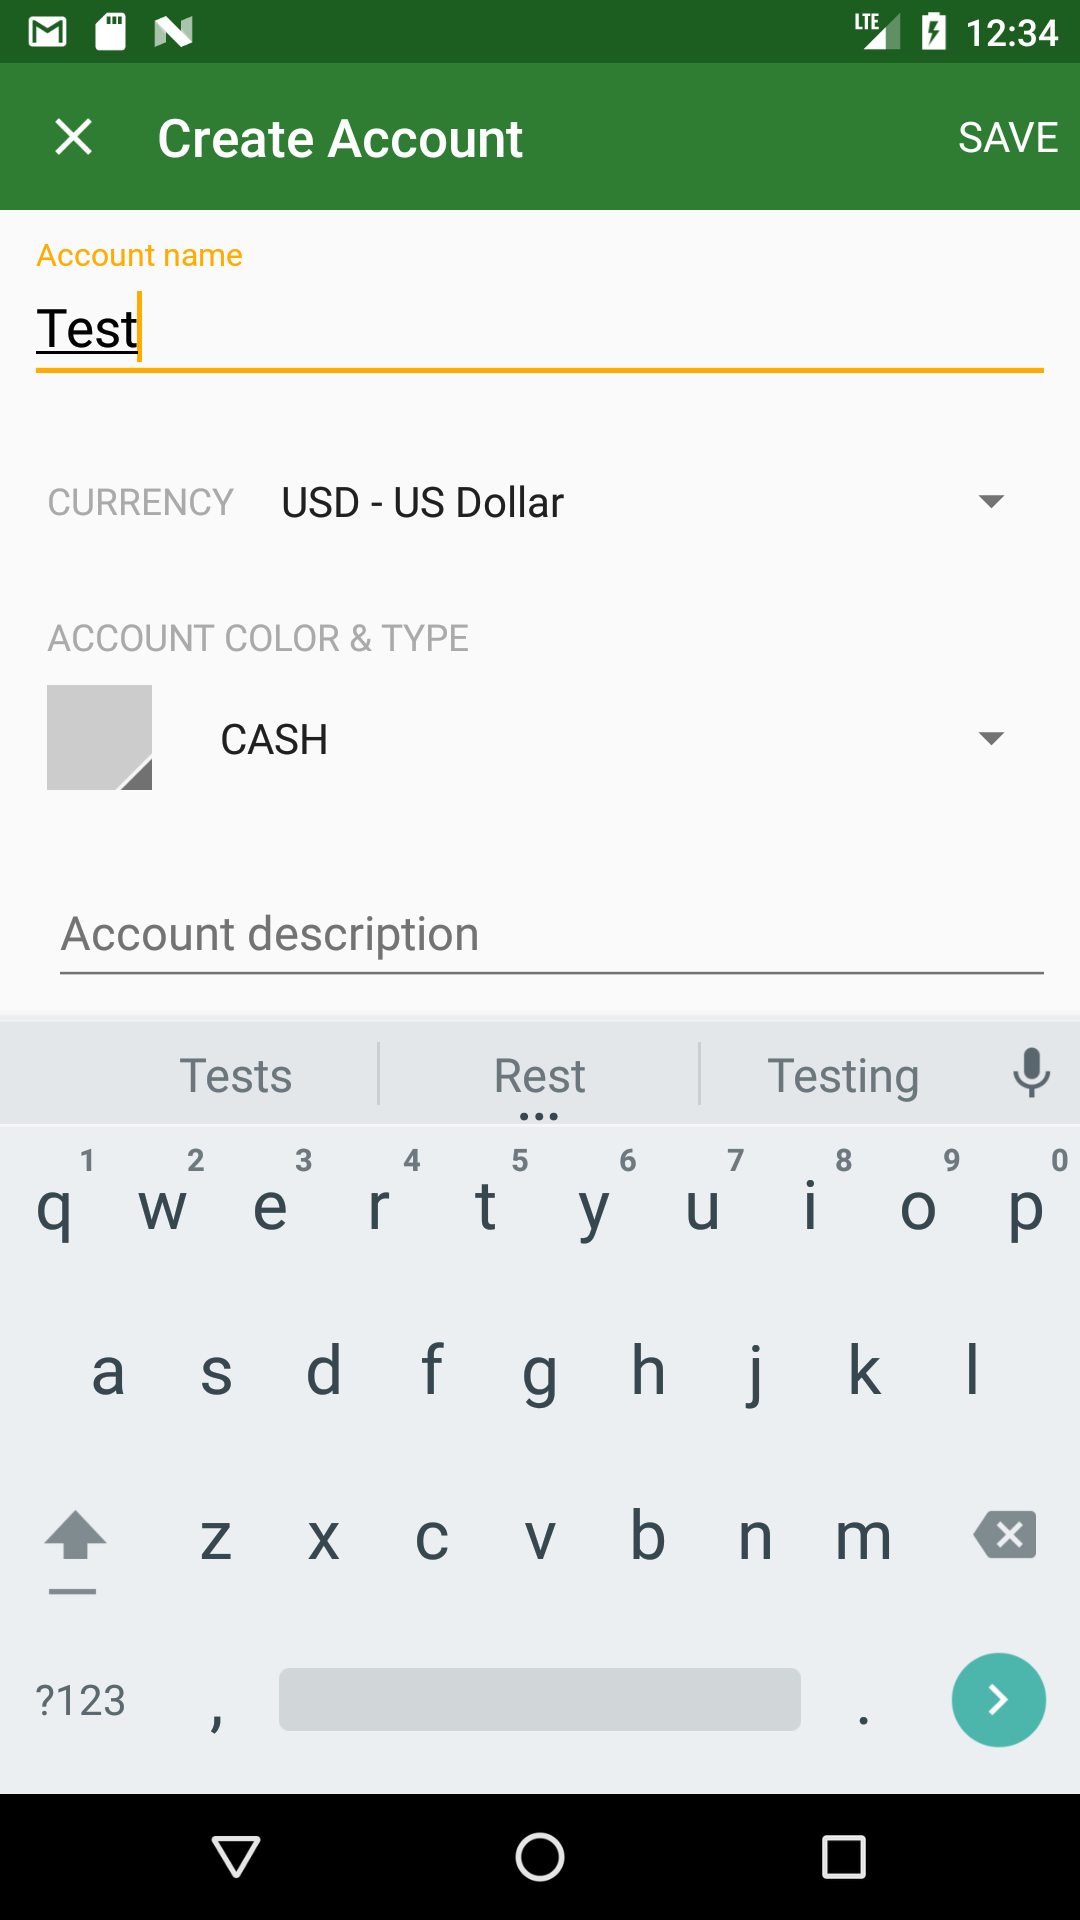 LTE 12:34
Create Account SAVE
Account name
Test
CURRENCY USD - US Dollar
ACCOUNT COLOR & TYPE
CASH
Account description
Tests Rest Testing
1 2 3 4 5 6 7 8 9 0
q w e r t y u i o p
a s d f g h j k l
z x c v b n m
?123 , .